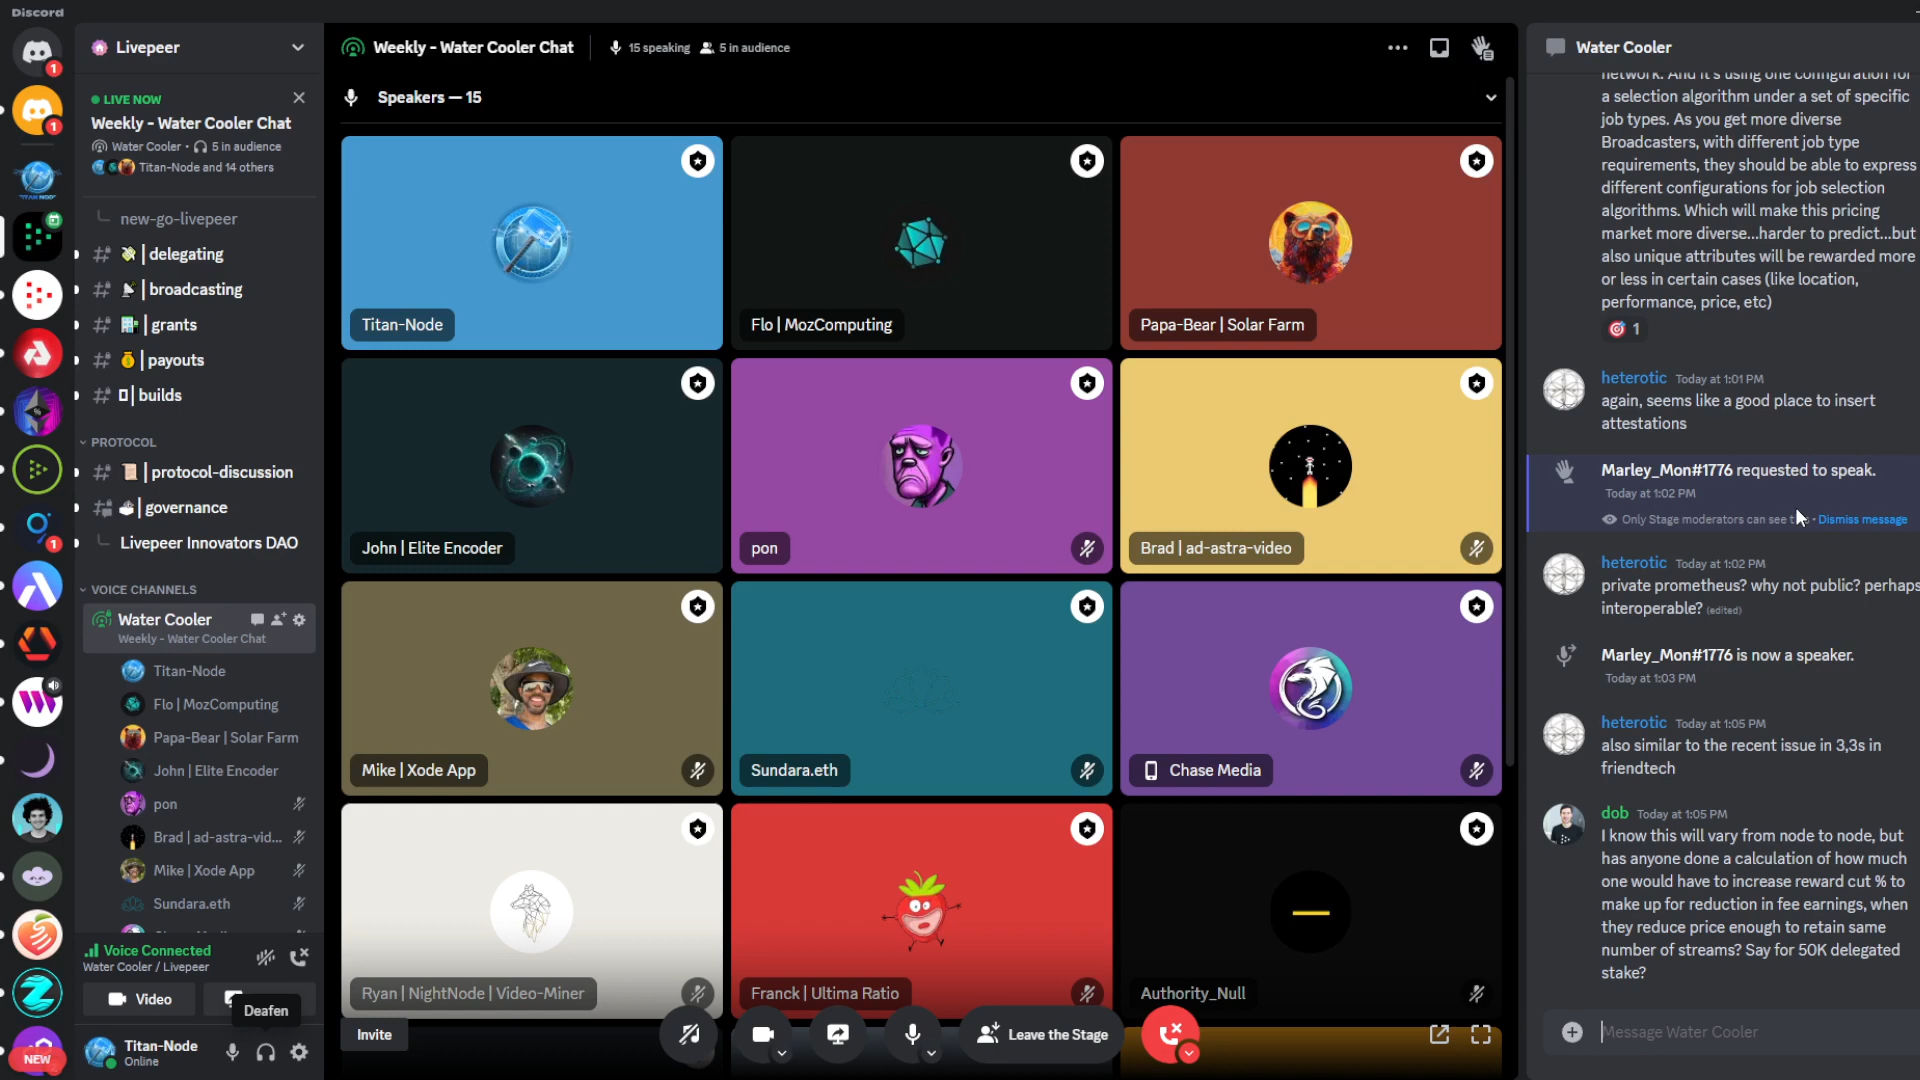 Discord
1
1
1
NEW
Livepeer
LIVE NOW
Weekly - Water Cooler Chat
Water Cooler • 5 in audience
Titan-Node and 14 others
new-go-livepeer
delegating
broadcasting
grants
payouts
builds
PROTOCOL
protocol-discussion
governance
Livepeer Innovators DAO
VOICE CHANNELS
Water Cooler
Weekly - Water Cooler Chat
Titan-Node
Flo | MozComputing
Papa-Bear | Solar Farm
John | Elite Encoder
pon
Brad | ad-astra-vid...
Mike | Xode App
Sundara.eth
Voice Connected
Water Cooler / Livepeer
Video
Deafen
Titan-Node
Online
Weekly - Water Cooler Chat
15 speaking 5 in audience
Speakers — 15
Titan-Node
Flo | MozComputing
Papa-Bear | Solar Farm
John | Elite Encoder
pon
Brad | ad-astra-video
Mike | Xode App
Sundara.eth
Chase Media
Ryan | NightNode | Video-Miner
Franck | Ultima Ratio
Authority_Null
Invite
Leave the Stage
Water Cooler
network. And it's using one configuration for
a selection algorithm under a set of specific
job types. As you get more diverse
Broadcasters, with different job type
requirements, they should be able to express
different configurations for job selection
algorithms. Which will make this pricing
market more diverse...harder to predict...but
also unique attributes will be rewarded more
or less in certain cases (like location,
performance, price, etc)
1
heterotic Today at 1:01 PM
again, seems like a good place to insert
attestations
Marley_Mon#1776 requested to speak.
Today at 1:02 PM
Only Stage moderators can see • Dismiss message
heterotic Today at 1:02 PM
private prometheus? why not public? perhaps
interoperable? (edited)
Marley_Mon#1776 is now a speaker.
Today at 1:03 PM
heterotic Today at 1:05 PM
also similar to the recent issue in 3,3s in
friendtech
dob Today at 1:05 PM
I know this will vary from node to node, but
has anyone done a calculation of how much
one would have to increase reward cut % to
make up for reduction in fee earnings, when
they reduce price enough to retain same
number of streams? Say for 50K delegated
stake?
Message Water Cooler